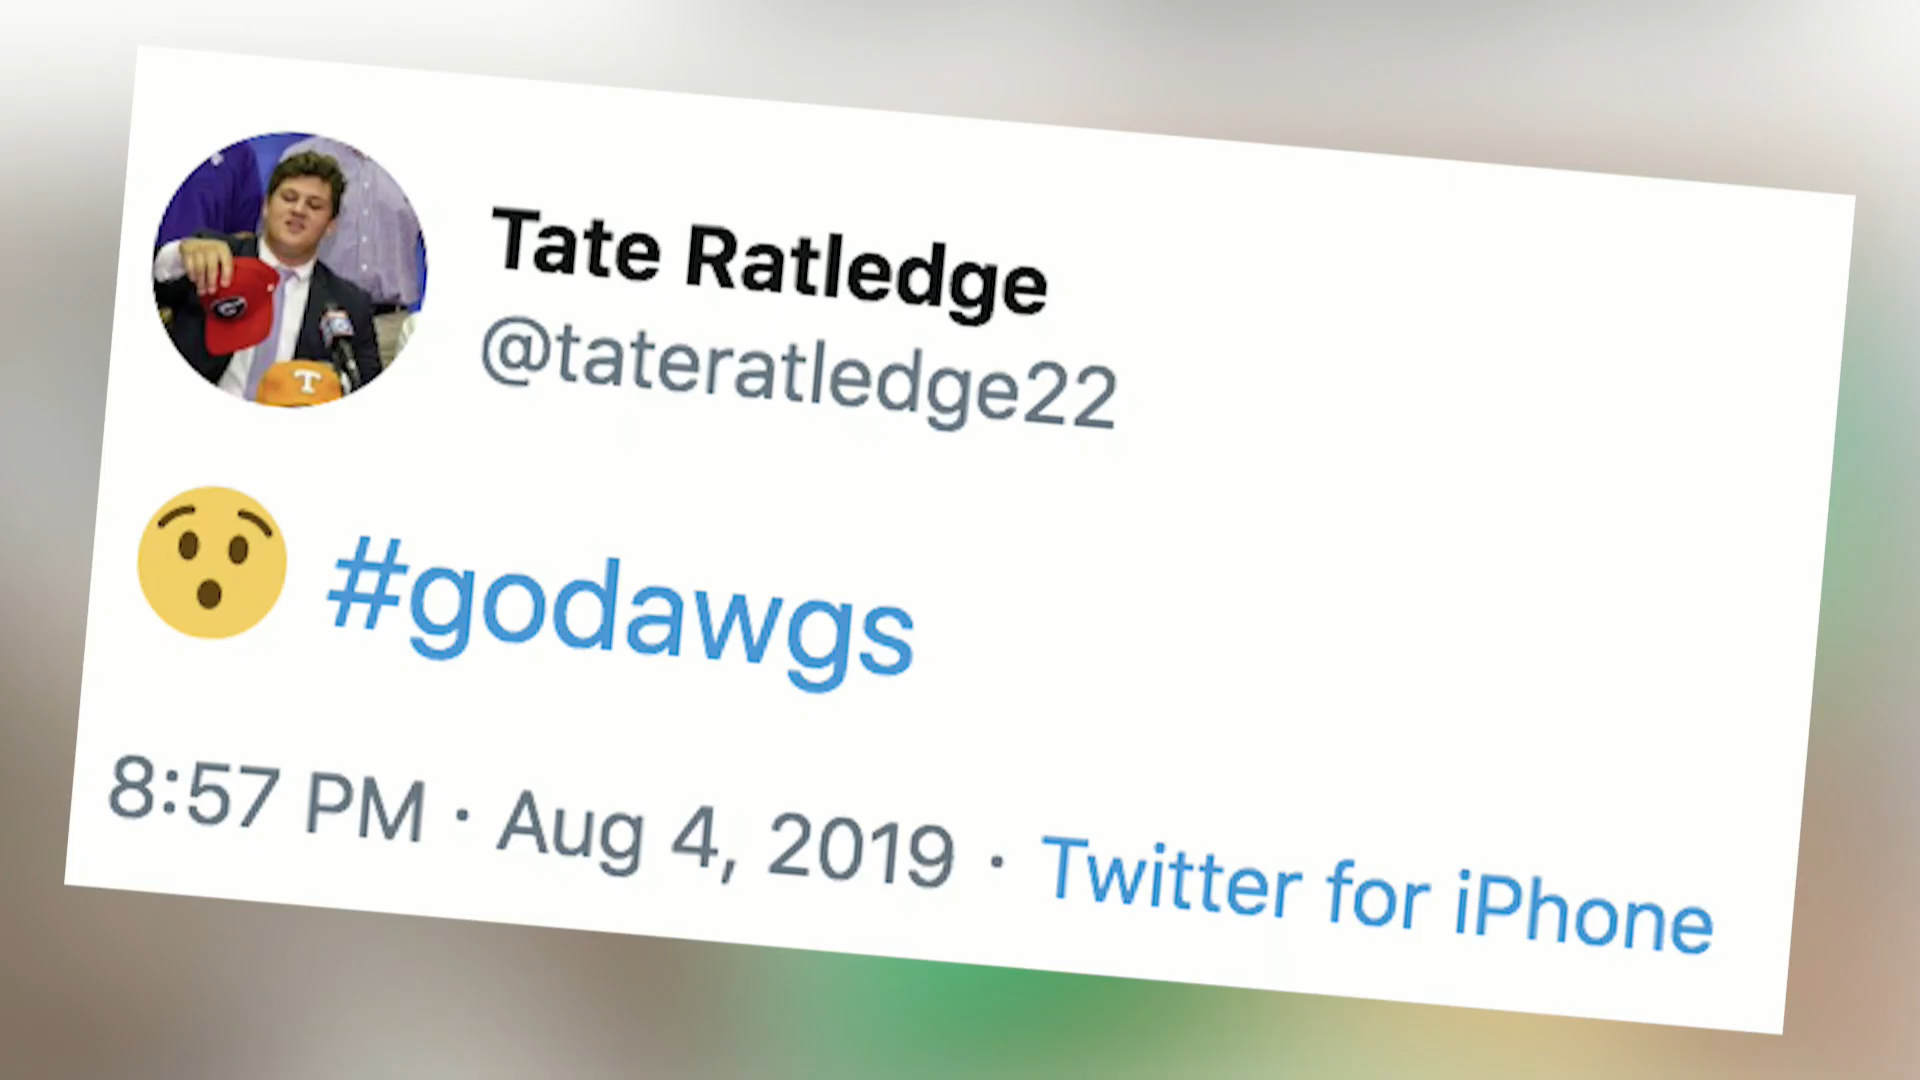 Tate Ratledge
@tateratledge22
😯 #godawgs
8:57 PM · Aug 4, 2019 · Twitter for iPhone
G
T